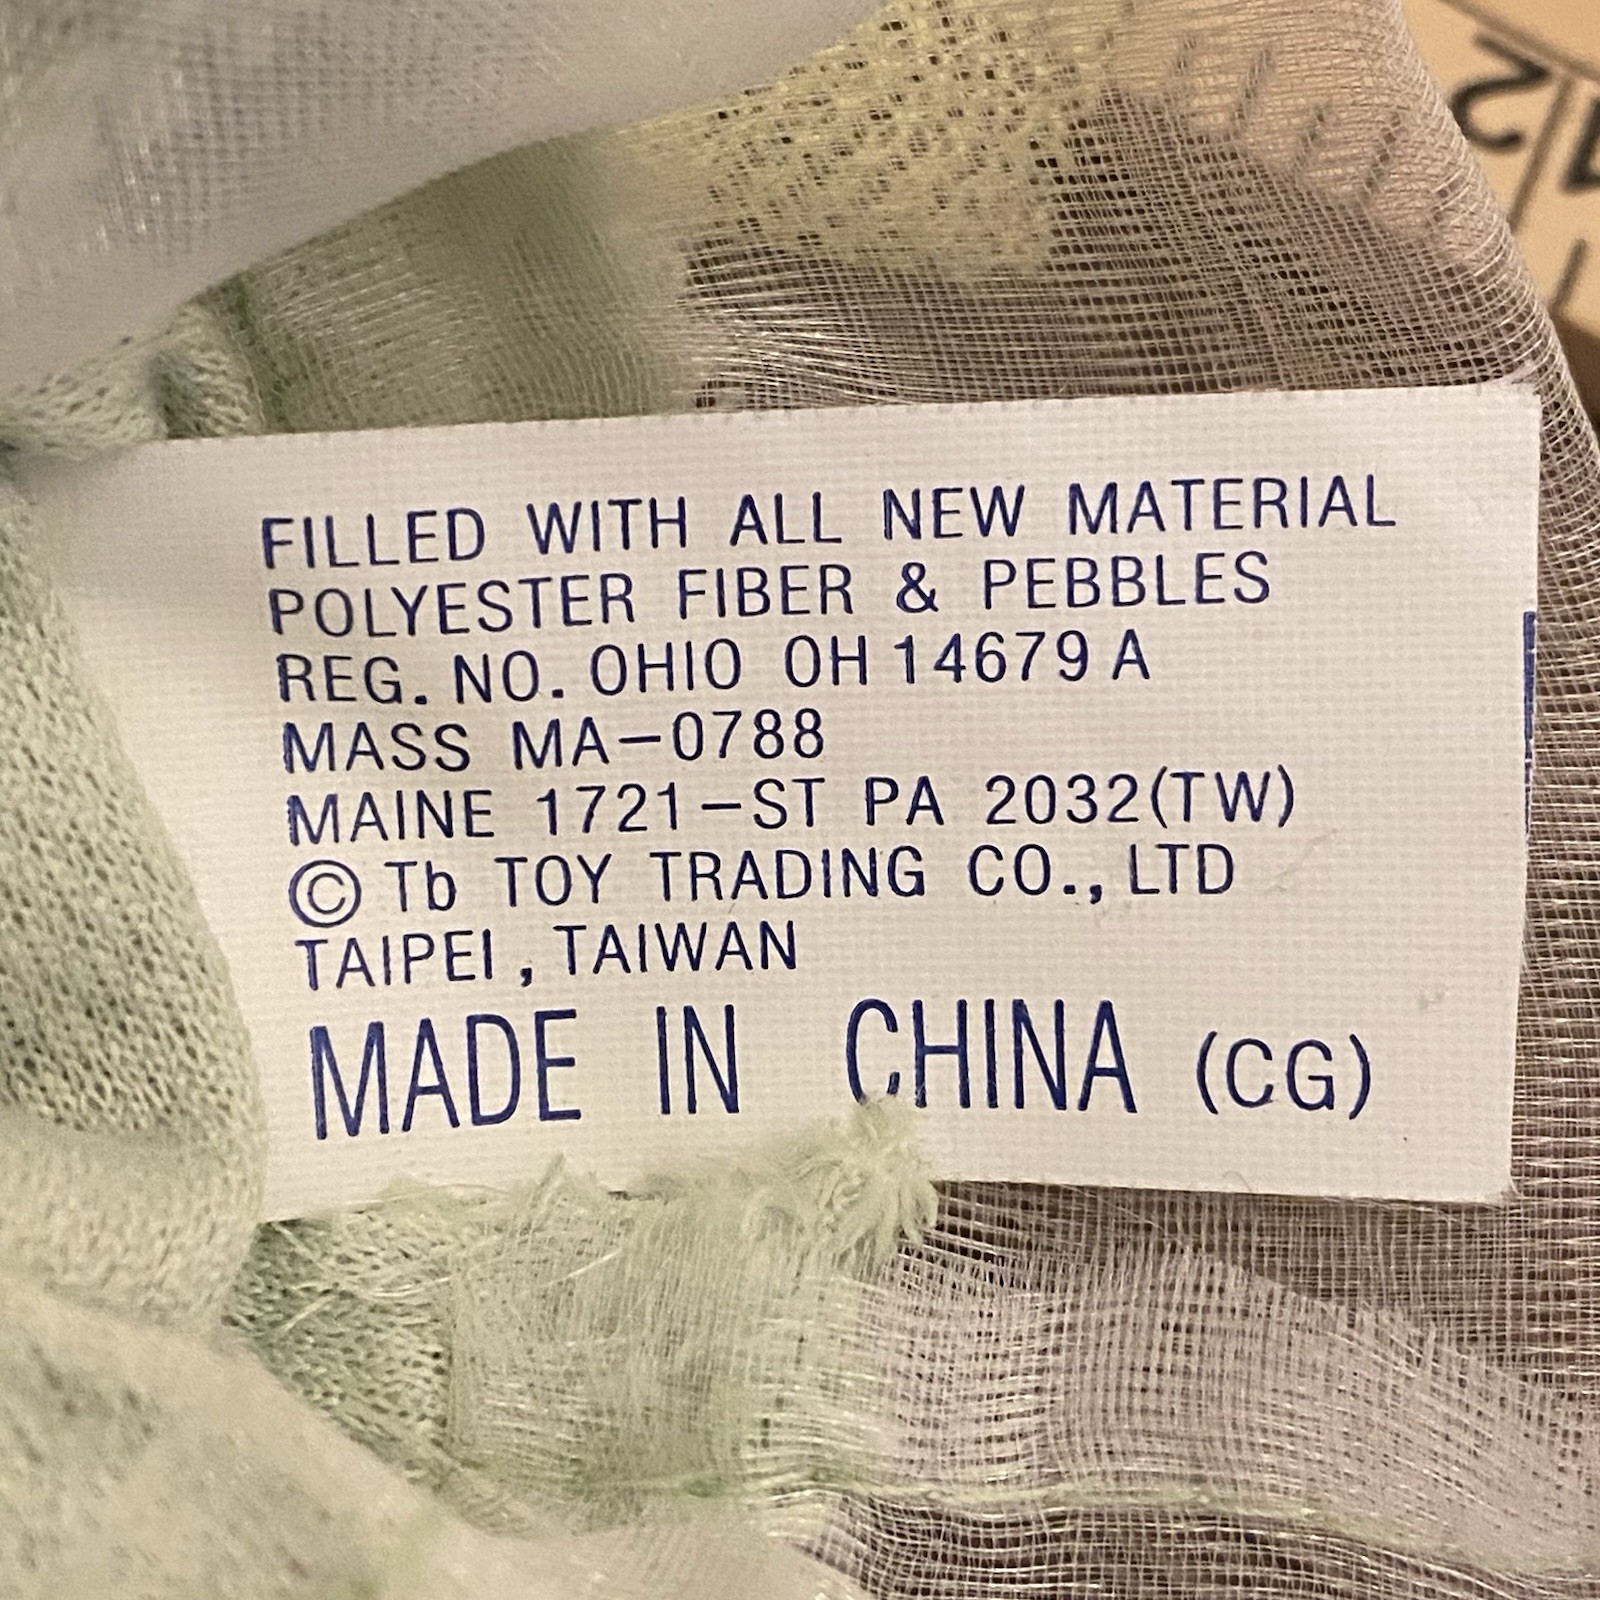 FILLED WITH ALL NEW MATERIAL
POLYESTER FIBER & PEBBLES
REG. NO. OHIO OH 14679 A
MASS MA-0788
MAINE 1721-ST PA 2032(TW)
© Tb TOY TRADING CO., LTD
TAIPEI, TAIWAN
MADE IN CHINA (CG)
2